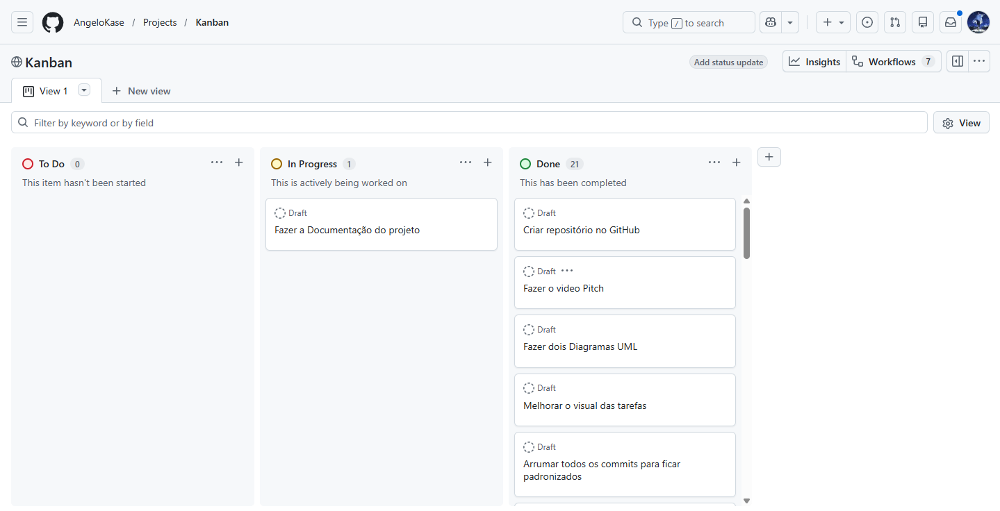 AngeloKase / Projects / Kanban
Type / to search
Kanban
Add status update
Insights
Workflows 7
View 1
New view
Filter by keyword or by field
View
To Do 0
This item hasn't been started
In Progress 1
This is actively being worked on
Draft
Fazer a Documentação do projeto
Done 21
This has been completed
Draft
Criar repositório no GitHub
Draft
Fazer o video Pitch
Draft
Fazer dois Diagramas UML
Draft
Melhorar o visual das tarefas
Draft
Arrumar todos os commits para ficar
padronizados